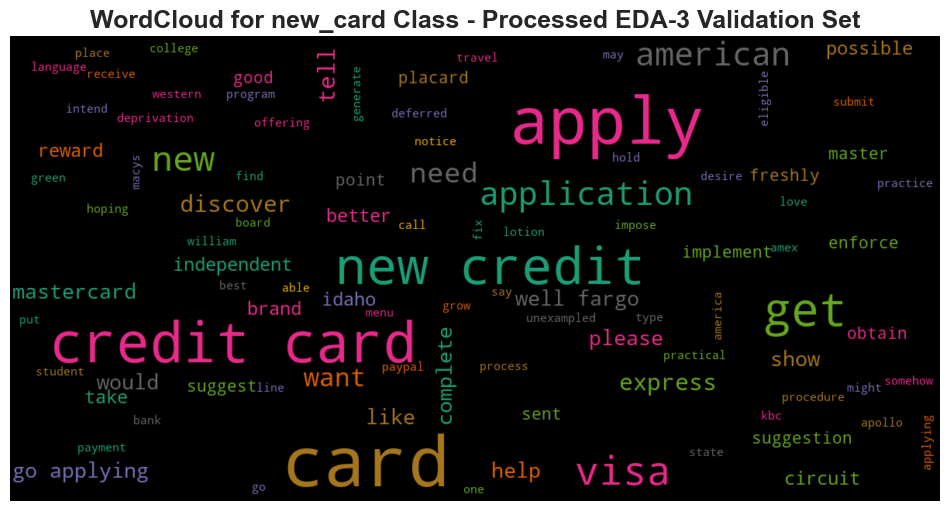 WordCloud for new_card Class - Processed EDA-3 Validation Set
place
college
language
receive
good
tell
travel
may
american
possible
western
program
generate
placard
eligible
submit
intend
deprivation
offering
deferred
apply
notice
reward
macys
new
hold
master
green
find
point
need
desire
freshly
practice
hoping
discover
board
better
call
application
love
fix
lotion
impose
william
independent
new credit
implement
amex
enforce
mastercard
best
able
idaho
say
well fargo
get
put
brand
menu
grow
unexampled
type
america
obtain
credit card
complete
please
practical
show
student
would
suggest
line
want
paypal
process
express
might
somehow
take
like
sent
procedure
kbc
apollo
applying
bank
suggestion
payment
card
state
go applying
help
visa
circuit
go
one